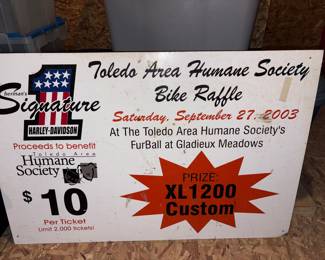 Toledo Area Humane Society
Bike Raffle
Saturday, September 27, 2003
At The Toledo Area Humane Society's
FurBall at Gladieux Meadows
herman's
1
Signature
HARLEY-DAVIDSON
Proceeds to benefit
Toledo Area
Humane
Society
$10
Per Ticket
Limit 2,000 tickets!
PRIZE:
XL1200
Custom